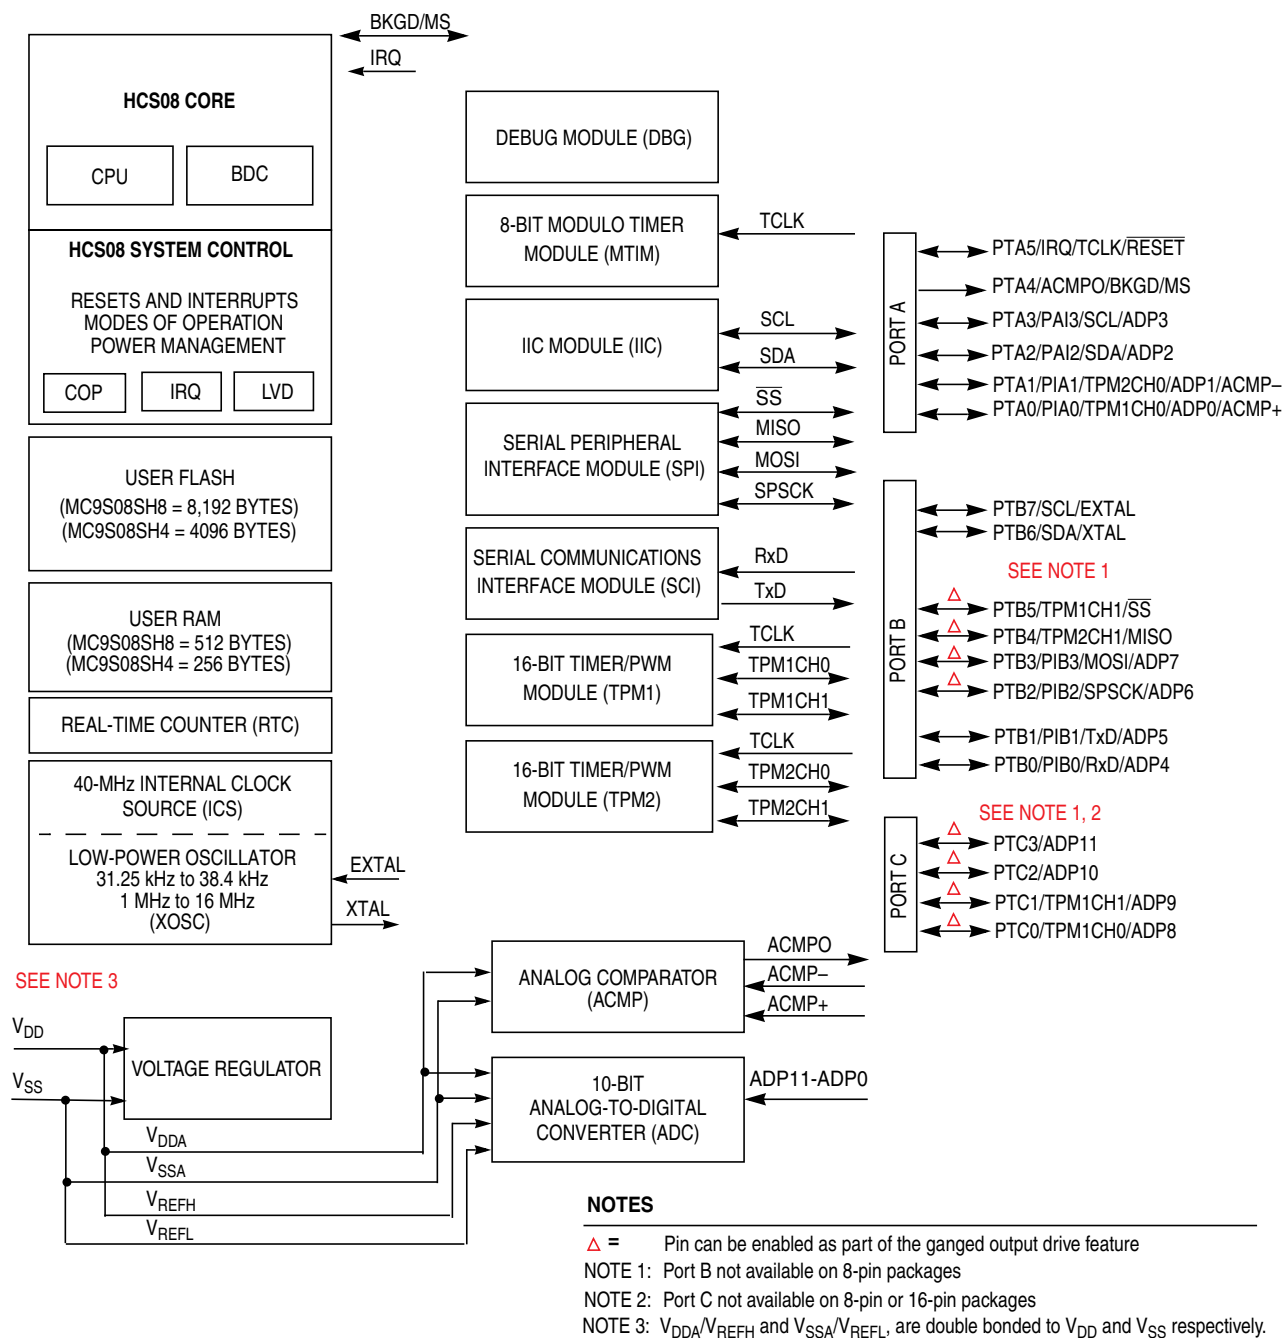 BKGD/MS
IRQ
HCS08 CORE
CPU
BDC
HCS08 SYSTEM CONTROL
RESETS AND INTERRUPTS
MODES OF OPERATION
POWER MANAGEMENT
COP
IRQ
LVD
USER FLASH
(MC9S08SH8 = 8,192 BYTES)
(MC9S08SH4 = 4096 BYTES)
USER RAM
(MC9S08SH8 = 512 BYTES)
(MC9S08SH4 = 256 BYTES)
REAL-TIME COUNTER (RTC)
40-MHz INTERNAL CLOCK
SOURCE (ICS)
LOW-POWER OSCILLATOR
31.25 kHz to 38.4 kHz
1 MHz to 16 MHz
(XOSC)
EXTAL
XTAL
SEE NOTE 3
VDD
VSS
VOLTAGE REGULATOR
VDDA
VSSA
VREFH
VREFL
DEBUG MODULE (DBG)
8-BIT MODULO TIMER
MODULE (MTIM)
TCLK
IIC MODULE (IIC)
SCL
SDA
SERIAL PERIPHERAL
INTERFACE MODULE (SPI)
SS
MISO
MOSI
SPSCK
SERIAL COMMUNICATIONS
INTERFACE MODULE (SCI)
RxD
TxD
16-BIT TIMER/PWM
MODULE (TPM1)
TCLK
TPM1CH0
TPM1CH1
16-BIT TIMER/PWM
MODULE (TPM2)
TCLK
TPM2CH0
TPM2CH1
ANALOG COMPARATOR
(ACMP)
ACMPO
ACMP–
ACMP+
10-BIT
ANALOG-TO-DIGITAL
CONVERTER (ADC)
ADP11-ADP0
PORT A
PTA5/IRQ/TCLK/RESET
PTA4/ACMPO/BKGD/MS
PTA3/PAI3/SCL/ADP3
PTA2/PAI2/SDA/ADP2
PTA1/PIA1/TPM2CH0/ADP1/ACMP–
PTA0/PIA0/TPM1CH0/ADP0/ACMP+
PORT B
PTB7/SCL/EXTAL
PTB6/SDA/XTAL
SEE NOTE 1
PTB5/TPM1CH1/SS
PTB4/TPM2CH1/MISO
PTB3/PIB3/MOSI/ADP7
PTB2/PIB2/SPSCK/ADP6
PTB1/PIB1/TxD/ADP5
PTB0/PIB0/RxD/ADP4
SEE NOTE 1, 2
PORT C
PTC3/ADP11
PTC2/ADP10
PTC1/TPM1CH1/ADP9
PTC0/TPM1CH0/ADP8
NOTES
Δ = Pin can be enabled as part of the ganged output drive feature
NOTE 1: Port B not available on 8-pin packages
NOTE 2: Port C not available on 8-pin or 16-pin packages
NOTE 3: VDDA/VREFH and VSSA/VREFL, are double bonded to VDD and VSS respectively.